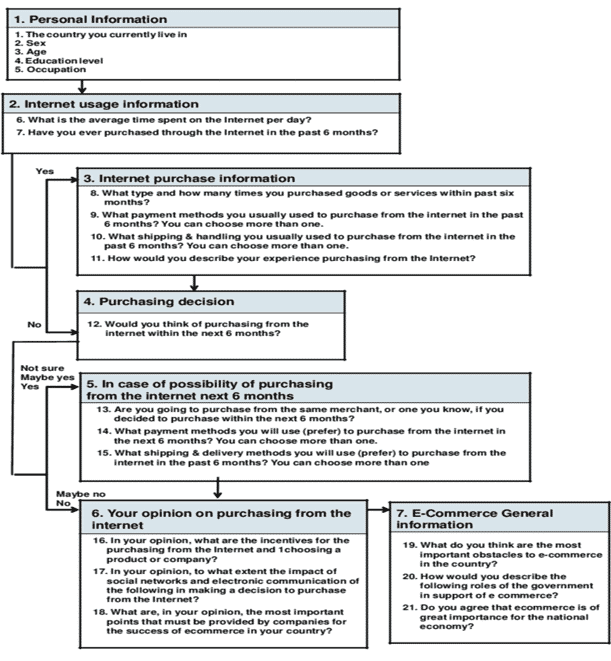 1. Personal Information
1. The country you currently live in
2. Sex
3. Age
4. Education level
5. Occupation
2. Internet usage information
6. What is the average time spent on the Internet per day?
7. Have you ever purchased through the Internet in the past 6 months?
Yes
3. Internet purchase information
8. What type and how many times you purchased goods or services within past six
months?
9. What payment methods you usually used to purchase from the internet in the past
6 months? You can choose more than one.
10. What shipping & handling you usually used to purchase from the internet in the
past 6 months? You can choose more than one.
11. How would you describe your experience purchasing from the Internet?
No
4. Purchasing decision
12. Would you think of purchasing from the
internet within the next 6 months?
Not sure
Maybe yes
Yes
5. In case of possibility of purchasing
from the internet next 6 months
13. Are you going to purchase from the same merchant, or one you know, if you
decided to purchase within the next 6 months?
14. What payment methods you will use (prefer) to purchase from the internet in
the next 6 months? You can choose more than one.
15. What shipping & delivery methods you will use (prefer) to purchase from the
internet in the past 6 months? You can choose more than one
Maybe no
No
6. Your opinion on purchasing from the
internet
16. In your opinion, what are the incentives for the
purchasing from the Internet and 1choosing a
product or company?
17. In your opinion, to what extent the impact of
social networks and electronic communication of
the following in making a decision to purchase
from the Internet?
18. What are, in your opinion, the most important
points that must be provided by companies for
the success of ecommerce in your country?
7. E-Commerce General
information
19. What do you think are the most
important obstacles to e-commerce
in the country?
20. How would you describe the
following roles of the government
in support of e commerce?
21. Do you agree that ecommerce is of
great importance for the national
economy?